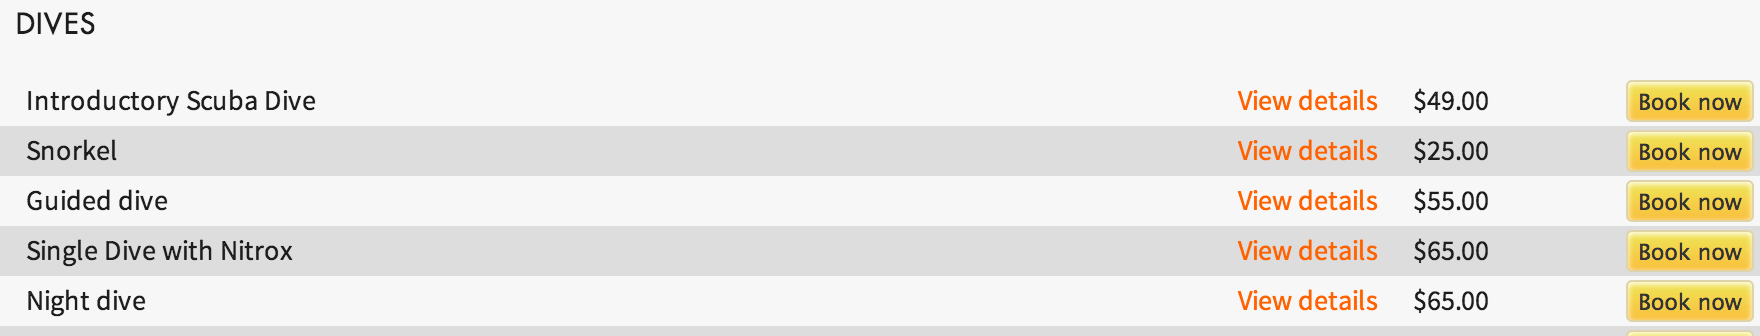 DIVES
Introductory Scuba Dive View details $49.00 Book now
Snorkel View details $25.00 Book now
Guided dive View details $55.00 Book now
Single Dive with Nitrox View details $65.00 Book now
Night dive View details $65.00 Book now